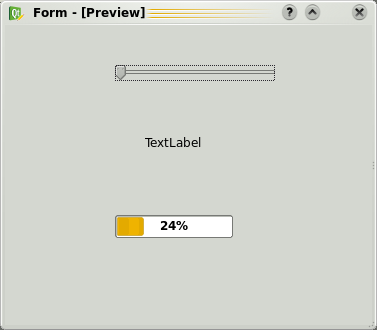 Form - [Preview]
TextLabel
24%